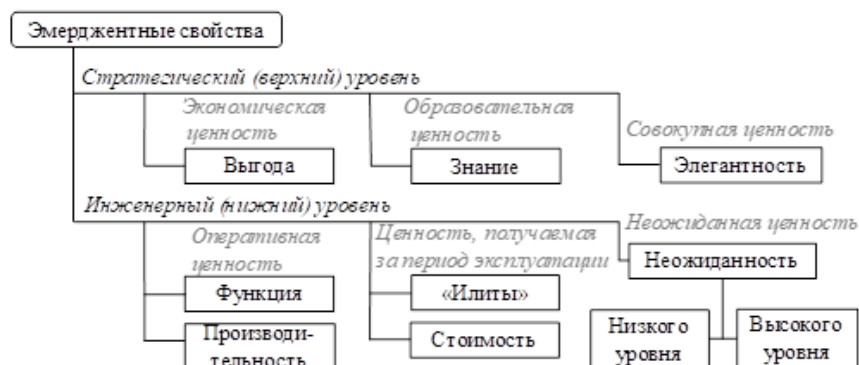 Эмерджентные свойства
Стратегический (верхний) уровень
Экономическая
ценность
Образовательная
ценность
Совокупная ценность
Выгода
Знание
Элегантность
Инженерный (нижний) уровень
Оперативная
ценность
Ценность, получаемая
за период эксплуатации
Неожиданная ценность
Неожиданность
Функция
«Илиты»
Производи-
тельность
Стоимость
Низкого
уровня
Высокого
уровня